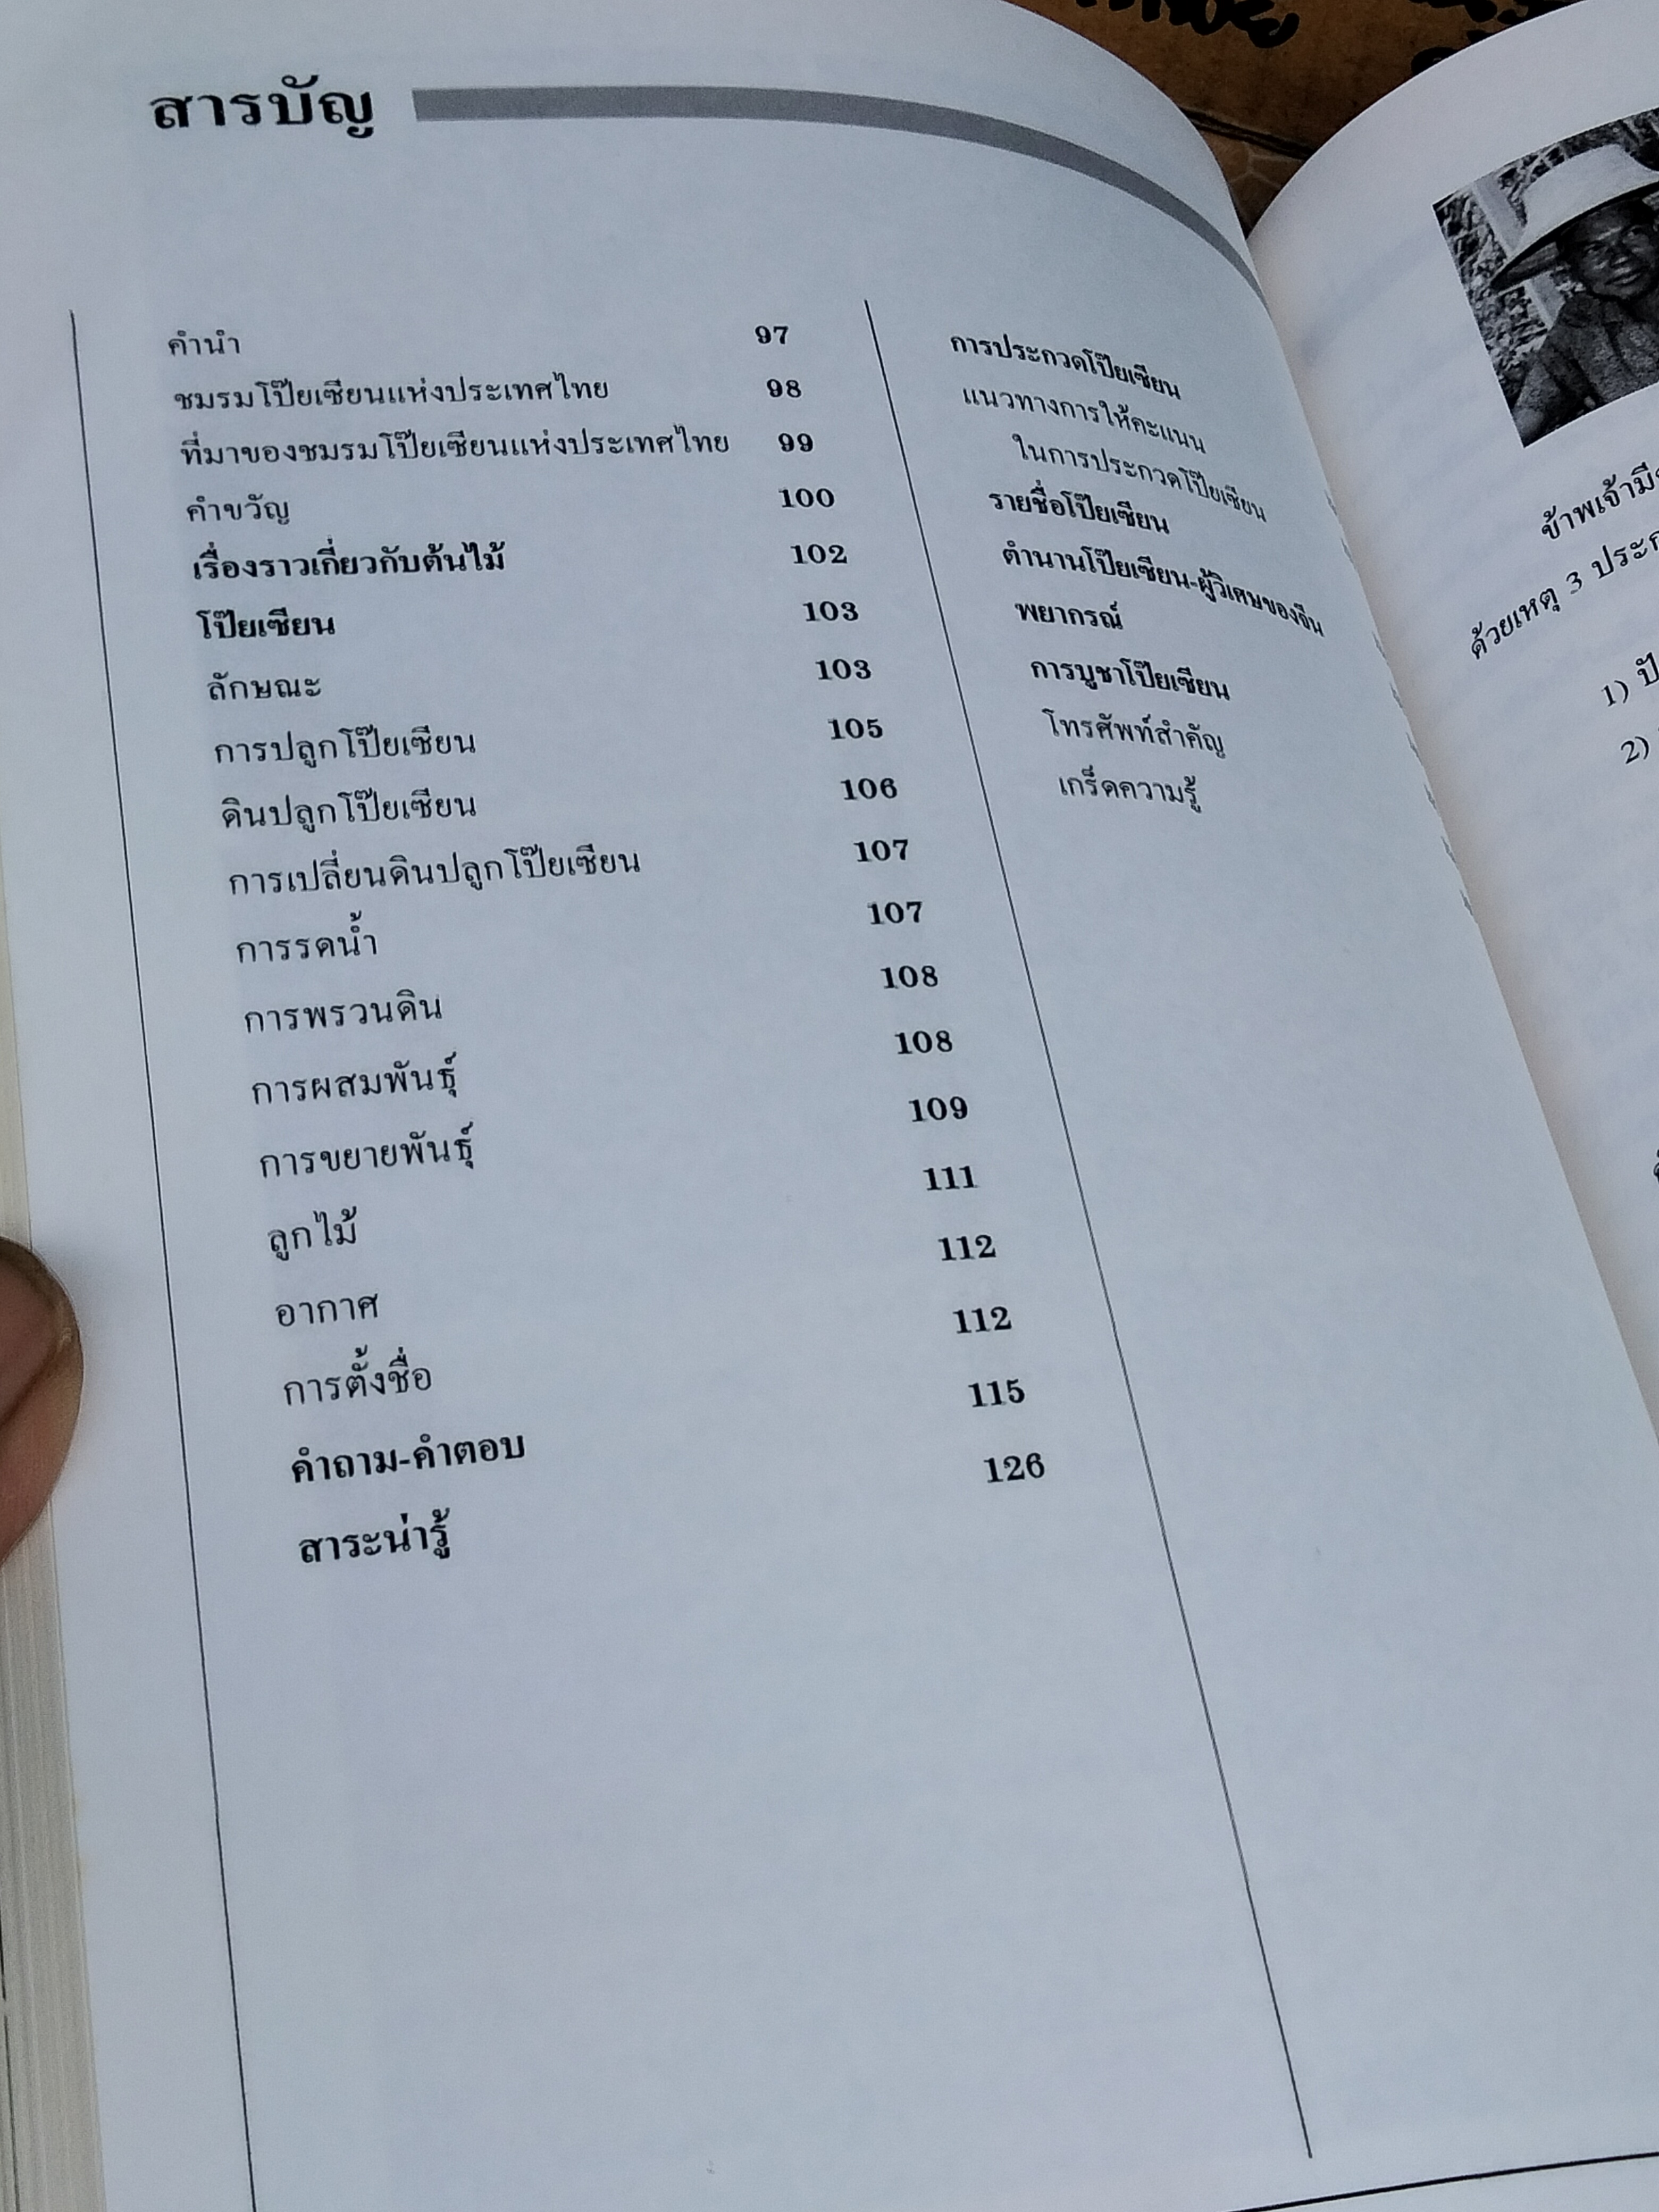 สารบัญ
คำนำ 97
ชมรมโป๊ยเซียนแห่งประเทศไทย 98
ที่มาของชมรมโป๊ยเซียนแห่งประเทศไทย 99
คำขวัญ 100
เรื่องราวเกี่ยวกับต้นไม้ 102
โป๊ยเซียน 103
ลักษณะ 103
การปลูกโป๊ยเซียน 105
ดินปลูกโป๊ยเซียน 106
การเปลี่ยนดินปลูกโป๊ยเซียน 107
การรดน้ำ 107
การพรวนดิน 108
การผสมพันธุ์ 108
การขยายพันธุ์ 109
ลูกไม้ 111
อากาศ 112
การตั้งชื่อ 112
คำถาม-คำตอบ 115
สาระน่ารู้ 126
การประกวดโป๊ยเซียน
แนวทางการให้คะแนน
ในการประกวดโป๊ยเซียน
รายชื่อโป๊ยเซียน
ตำนานโป๊ยเซียน-ผู้วิเศษของจีน
พยากรณ์
การบูชาโป๊ยเซียน
โทรศัพท์สำคัญ
เกร็ดความรู้
ข้าพเจ้ามี
ด้วยเหตุ 3
1)
2)